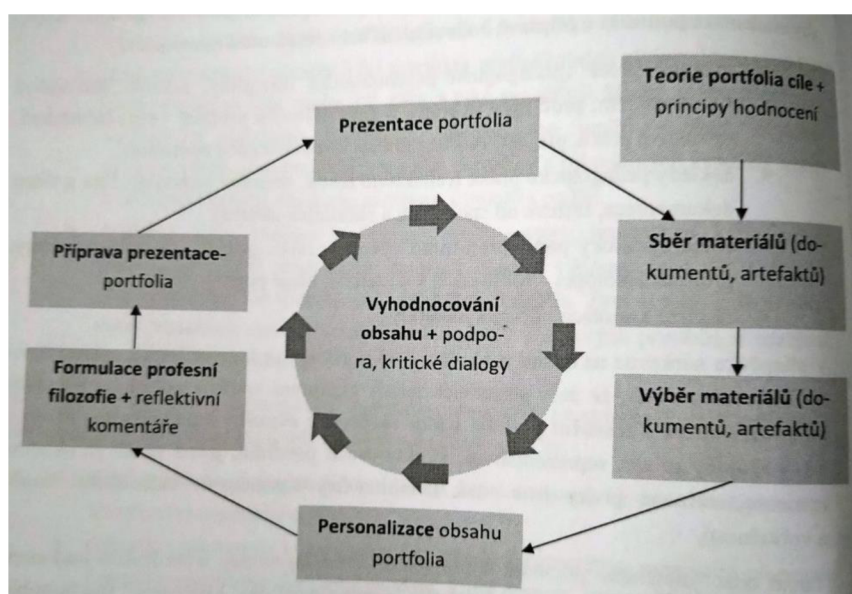 Teorie portfolia cíle +
principy hodnocení
Prezentace portfolia
Sběr materiálů (do-
kumentů, artefaktů)
Příprava prezentace-
portfolia
Vyhodnocování
obsahu + podpo-
ra, kritické dialogy
Formulace profesní
filozofie + reflektivní
komentáře
Výběr materiálů (do-
kumentů, artefaktů)
Personalizace obsahu
portfolia